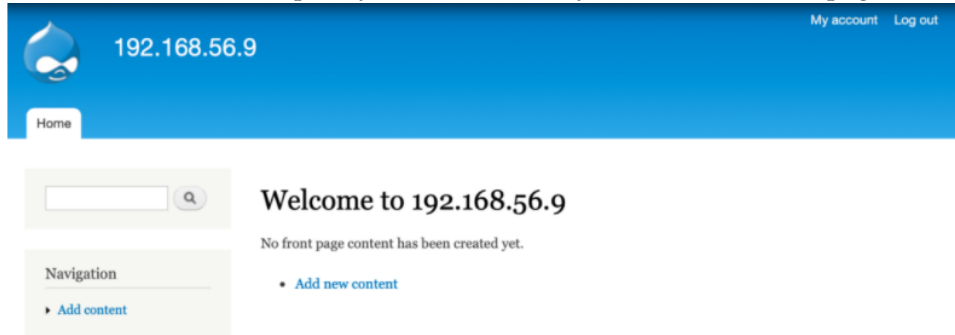 My account Log out
192.168.56.9
Home
Welcome to 192.168.56.9
No front page content has been created yet.
Navigation
Add new content
Add content